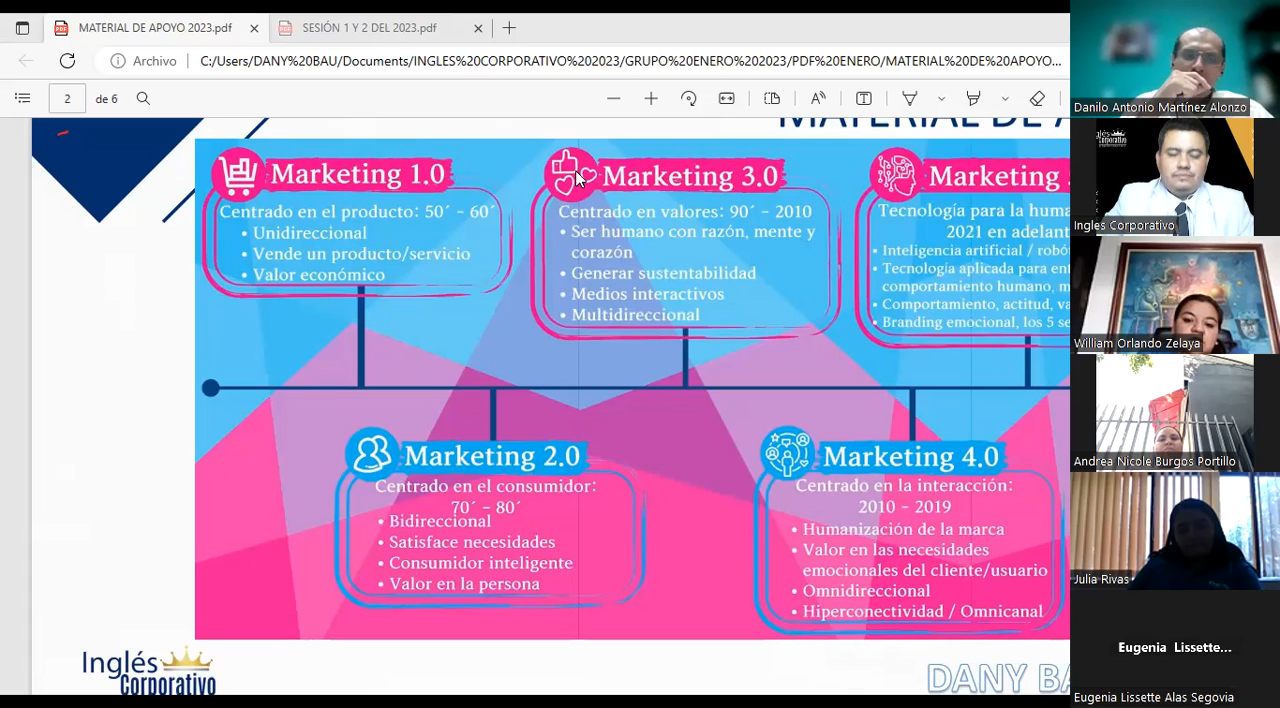 MATERIAL DE APOYO 2023.pdf
SESIÓN 1 Y 2 DEL 2023.pdf
Archivo
C:/Users/DANY%20BAU/Documents/INGLES%20CORPORATIVO%202023/GRUPO%20ENERO%202023/PDF%20ENERO/MATERIAL%20DE%20APOYO...
2 de 6
MATERIAL DE A
Marketing 1.0
Centrado en el producto: 50´ - 60´
• Unidireccional
• Vende un producto/servicio
• Valor económico
Marketing 3.0
Centrado en valores: 90´ - 2010
• Ser humano con razón, mente y
corazón
• Generar sustentabilidad
• Medios interactivos
• Multidireccional
Marketing
Tecnología para la huma
2021 en adelant
• Inteligencia artificial / robó
• Tecnología aplicada para en
comportamiento humano, m
• Comportamiento, actitud, va
• Branding emocional, los 5 se
Marketing 2.0
Centrado en el consumidor:
70´ - 80´
• Bidireccional
• Satisface necesidades
• Consumidor inteligente
• Valor en la persona
Marketing 4.0
Centrado en la interacción:
2010 - 2019
• Humanización de la marca
• Valor en las necesidades
emocionales del cliente/usuario
• Omnidireccional
• Hiperconectividad / Omnicanal
Inglés
Corporativo
DANY BA
Danilo Antonio Martínez Alonzo
Inglés
Corporativo
Ingles Corporativo
William Orlando Zelaya
Andrea Nicole Burgos Portillo
Julia Rivas
Eugenia Lissette...
Eugenia Lissette Alas Segovia